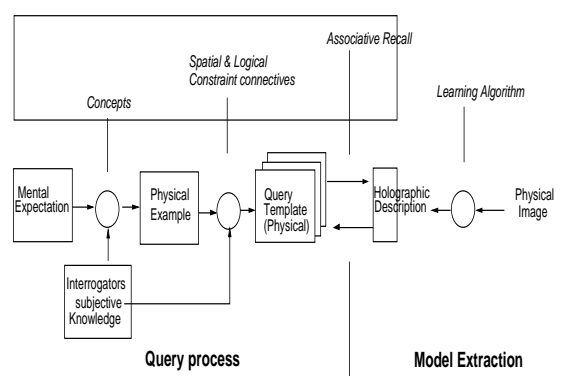 Associative Recall
Spatial & Logical
Constraint connectives
Learning Algorithm
Concepts
Mental
Expectation
Physical
Example
Query
Template
(Physical)
Holographic
Description
Physical
Image
Interrogators
subjective
Knowledge
Query process
Model Extraction